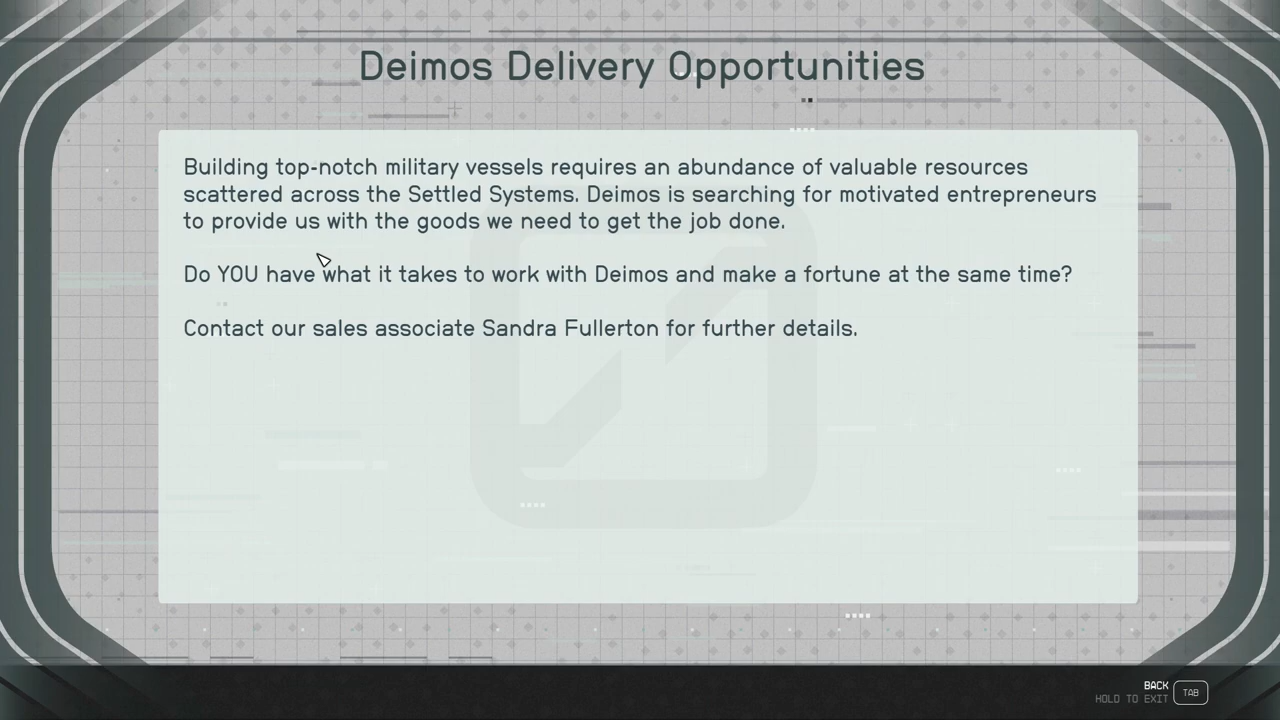 Deimos Delivery Opportunities
Building top-notch military vessels requires an abundance of valuable resources
scattered across the Settled Systems. Deimos is searching for motivated entrepreneurs
to provide us with the goods we need to get the job done.
Do YOU have what it takes to work with Deimos and make a fortune at the same time?
Contact our sales associate Sandra Fullerton for further details.
BACK
HOLD TO EXIT
TAB